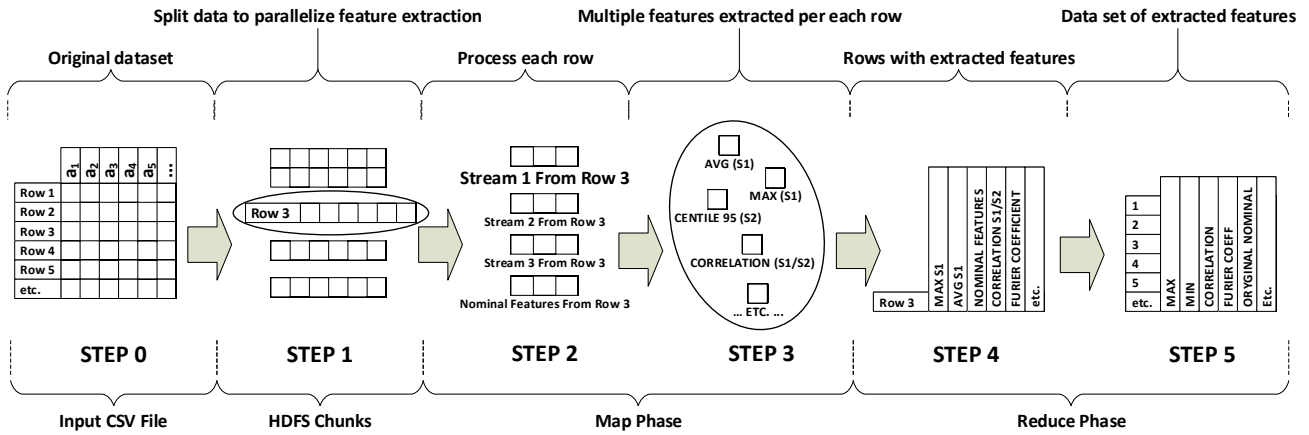 Split data to parallelize feature extraction
Multiple features extracted per each row
Data set of extracted features
Original dataset
Process each row
Rows with extracted features
a1
a2
a3
a4
a5
...
Row 1
Row 2
Row 3
Row 4
Row 5
etc.
Row 3
Stream 1 From Row 3
Stream 2 From Row 3
Stream 3 From Row 3
Nominal Features From Row 3
AVG (S1)
MAX (S1)
CENTILE 95 (S2)
CORRELATION (S1/S2)
... ETC. ...
Row 3
MAX S1
AVG S1
NOMINAL FEATURES
CORRELATION S1/S2
FURIER COEFFICIENT
etc.
1
2
3
4
5
etc.
MAX
MIN
CORRELATION
FURIER COEFF
ORYGINAL NOMINAL
Etc.
STEP 0
STEP 1
STEP 2
STEP 3
STEP 4
STEP 5
Input CSV File
HDFS Chunks
Map Phase
Reduce Phase